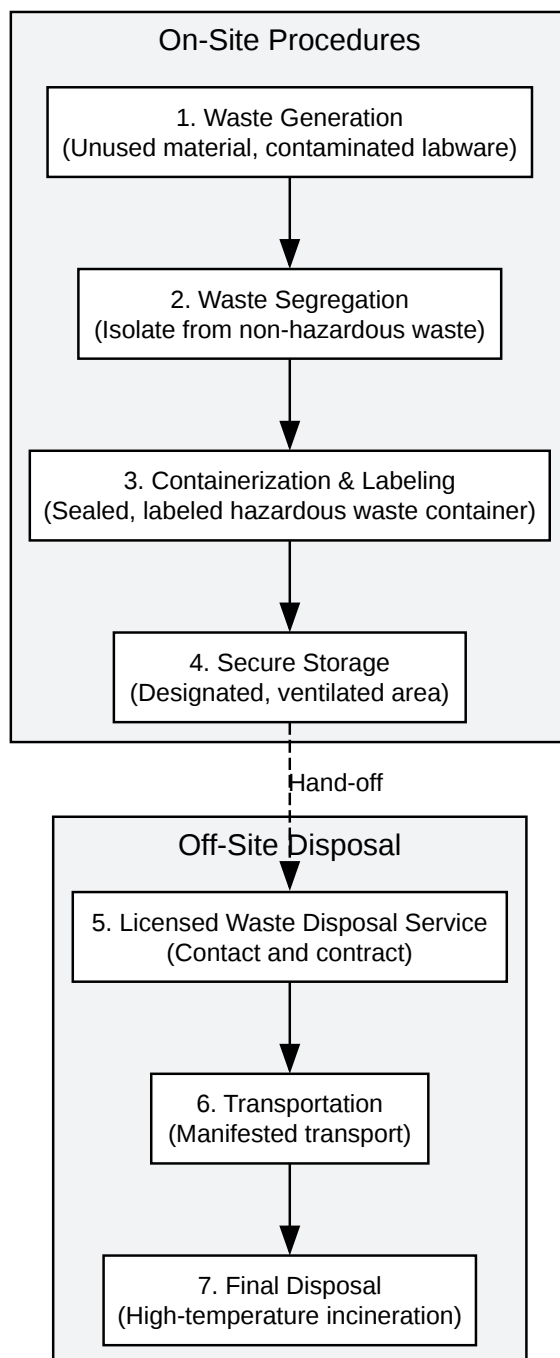 On-Site Procedures
1. Waste Generation
(Unused material, contaminated labware)
2. Waste Segregation
(Isolate from non-hazardous waste)
3. Containerization & Labeling
(Sealed, labeled hazardous waste container)
4. Secure Storage
(Designated, ventilated area)
Hand-off
Off-Site Disposal
5. Licensed Waste Disposal Service
(Contact and contract)
6. Transportation
(Manifested transport)
7. Final Disposal
(High-temperature incineration)